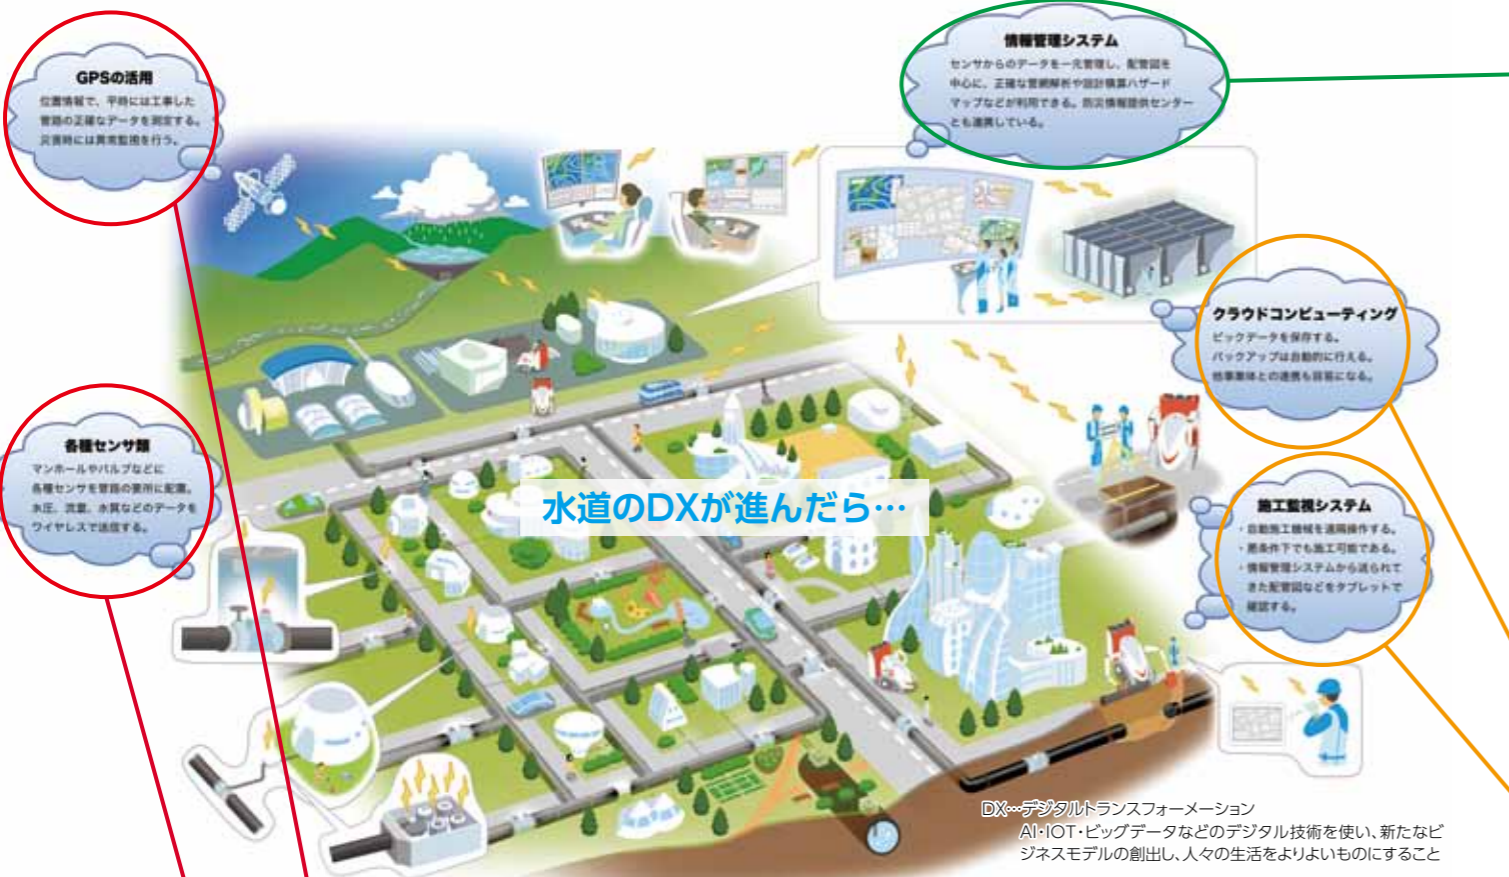 GPSの活用
位置情報で、平時には工事した
管路の正確なデータを測定する。
災害時には異常監視を行う。
情報管理システム
センサからのデータを一元管理し、配管図を
中心に、正確な管網解析や設計積算ハザード
マップなどが利用できる。防災情報提供センター
とも連携している。
クラウドコンピューティング
ビックデータを保存する。
バックアップは自動的に行える。
他事業体との連携も容易になる。
各種センサ類
マンホールやバルブなどに
各種センサを管路の要所に配置。
水圧、流量、水質などのデータを
ワイヤレスで送信する。
水道のDXが進んだら…
施工監視システム
・自動施工機械を遠隔操作する。
・悪条件下でも施工可能である。
・情報管理システムから送られて
きた配管図などをタブレットで
確認する。
DX…デジタルトランスフォーメーション
AI・IOT・ビッグデータなどのデジタル技術を使い、新たなビ
ジネスモデルの創出し、人々の生活をよりよいものにすること